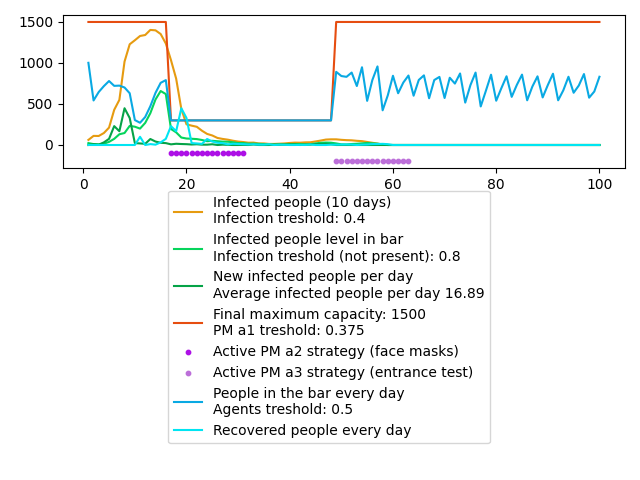 1500
1000
500
0
0 20 40 60 80 100
Infected people (10 days)
Infection treshold: 0.4
Infected people level in bar
Infection treshold (not present): 0.8
New infected people per day
Average infected people per day 16.89
Final maximum capacity: 1500
PM a1 treshold: 0.375
Active PM a2 strategy (face masks)
Active PM a3 strategy (entrance test)
People in the bar every day
Agents treshold: 0.5
Recovered people every day